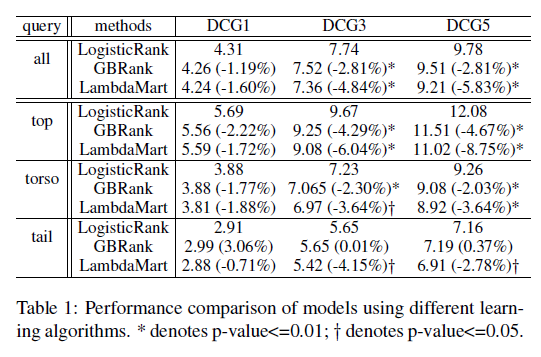 query methods DCG1 DCG3 DCG5
all LogisticRank 4.31 7.74 9.78
GBRank 4.26 (-1.19%) 7.52 (-2.81%)* 9.51 (-2.81%)*
LambdaMart 4.24 (-1.60%) 7.36 (-4.84%)* 9.21 (-5.83%)*
top LogisticRank 5.69 9.67 12.08
GBRank 5.56 (-2.22%) 9.25 (-4.29%)* 11.51 (-4.67%)*
LambdaMart 5.59 (-1.72%) 9.08 (-6.04%)* 11.02 (-8.75%)*
torso LogisticRank 3.88 7.23 9.26
GBRank 3.88 (-1.77%) 7.065 (-2.30%)* 9.08 (-2.03%)*
LambdaMart 3.81 (-1.88%) 6.97 (-3.64%)† 8.92 (-3.64%)*
tail LogisticRank 2.91 5.65 7.16
GBRank 2.99 (3.06%) 5.65 (0.01%) 7.19 (0.37%)
LambdaMart 2.88 (-0.71%) 5.42 (-4.15%)† 6.91 (-2.78%)†
Table 1: Performance comparison of models using different learn-
ing algorithms. * denotes p-value<=0.01; † denotes p-value<=0.05.